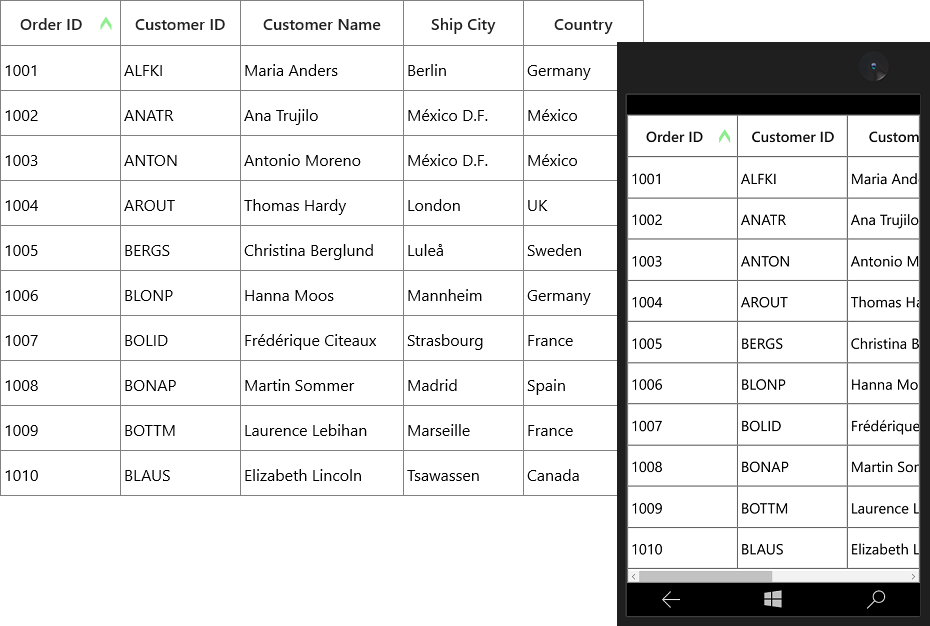 Order ID Customer ID Customer Name Ship City Country
1001 ALFKI Maria Anders Berlin Germany
1002 ANATR Ana Trujilo México D.F. México
1003 ANTON Antonio Moreno México D.F. México
1004 AROUT Thomas Hardy London UK
1005 BERGS Christina Berglund Luleå Sweden
1006 BLONP Hanna Moos Mannheim Germany
1007 BOLID Frédérique Citeaux Strasbourg France
1008 BONAP Martin Sommer Madrid Spain
1009 BOTTM Laurence Lebihan Marseille France
1010 BLAUS Elizabeth Lincoln Tsawassen Canada
Order ID Customer ID Custom
1001 ALFKI Maria And
1002 ANATR Ana Trujilo
1003 ANTON Antonio M
1004 AROUT Thomas Ha
1005 BERGS Christina B
1006 BLONP Hanna Mo
1007 BOLID Frédérique
1008 BONAP Martin Sor
1009 BOTTM Laurence L
1010 BLAUS Elizabeth L